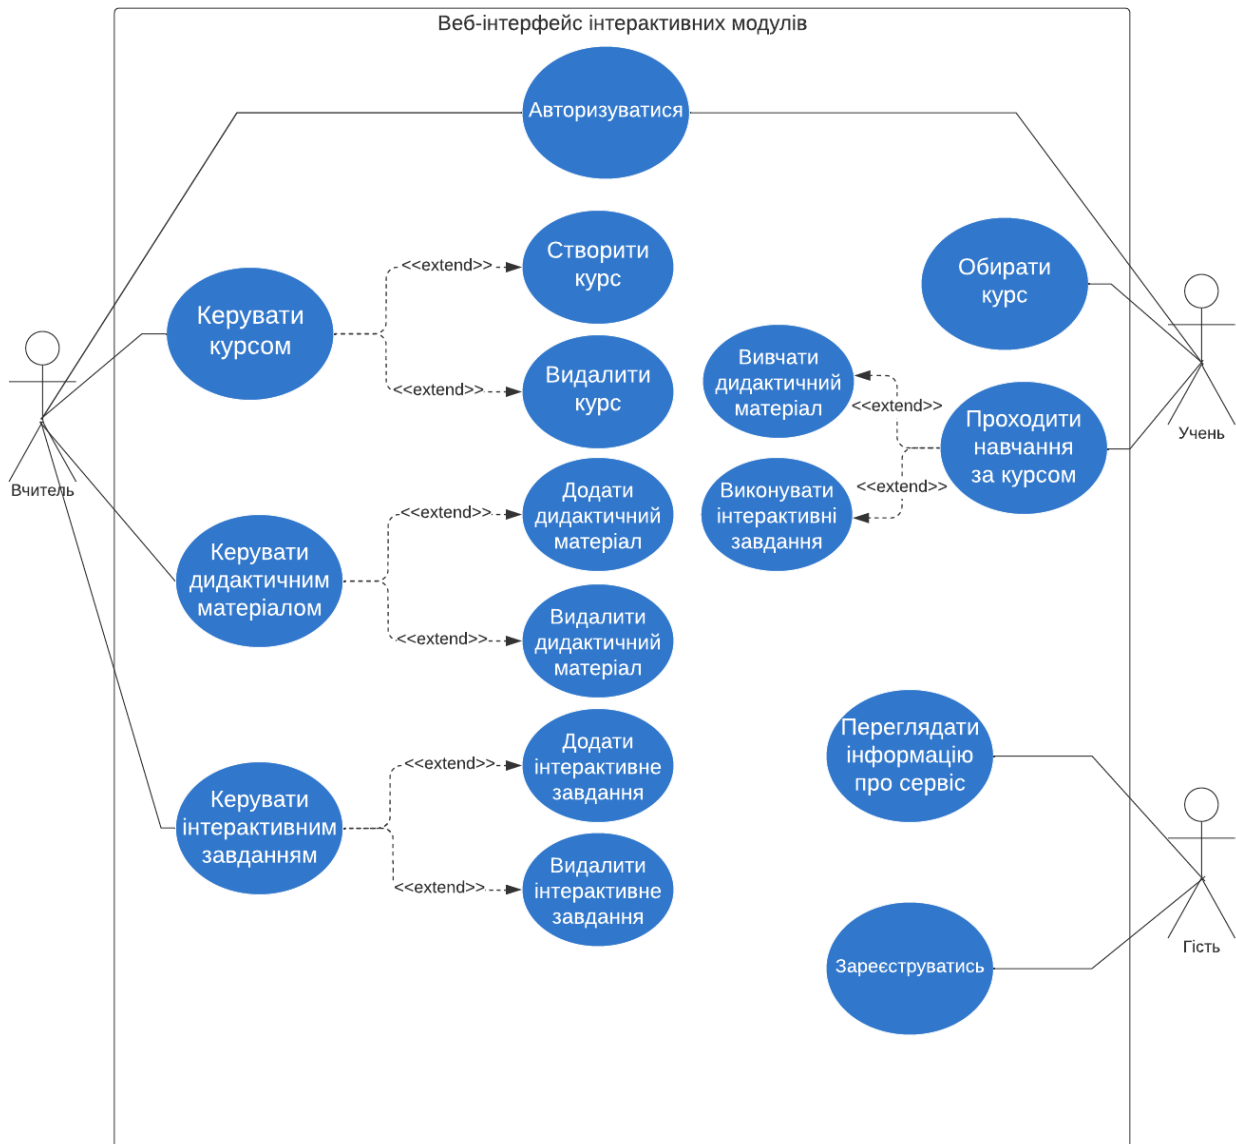 Веб-інтерфейс інтерактивних модулів
Авторизуватися
Створити
курс
<<extend>>
Обирати
курс
Керувати
курсом
Видалити
курс
<<extend>>
Вивчати
дидактичний
матеріал
<<extend>>
Проходити
навчання
за курсом
Учень
Вчитель
Додати
дидактичний
матеріал
<<extend>>
Виконувати
інтерактивні
завдання
<<extend>>
Керувати
дидактичним
матеріалом
Видалити
дидактичний
матеріал
<<extend>>
Додати
інтерактивне
завдання
<<extend>>
Переглядати
інформацію
про сервіс
Керувати
інтерактивним
завданням
Видалити
інтерактивне
завдання
<<extend>>
Зареєструватись
Гість